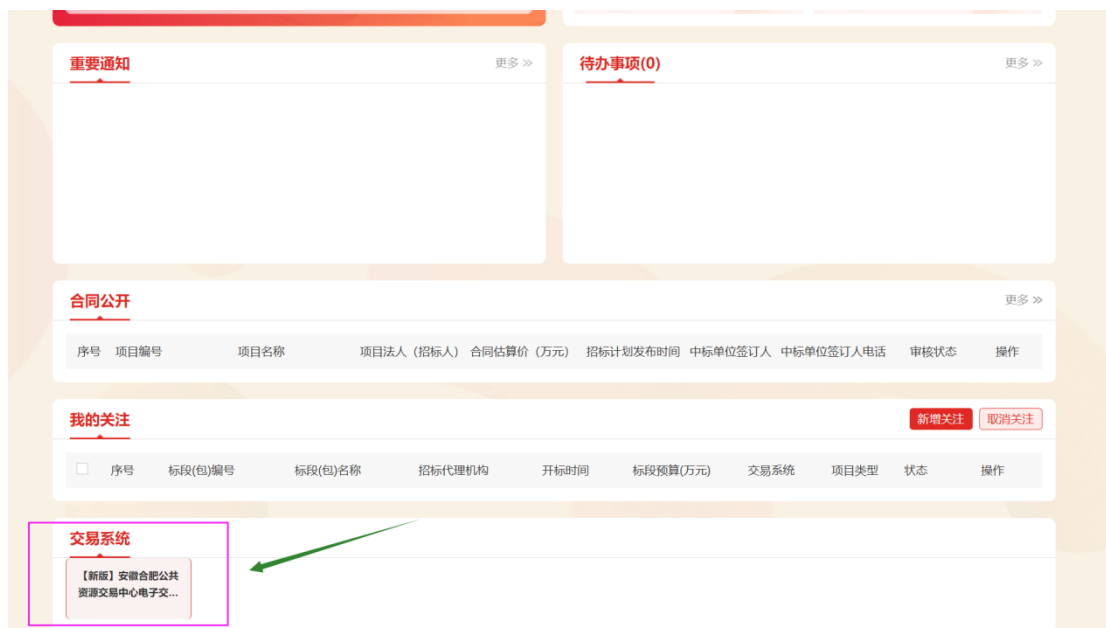 重要通知 更多 》
待办事项(0) 更多 》
合同公开 更多 》
序号 项目编号 项目名称 项目法人（招标人） 合同估算价（万元） 招标计划发布时间 中标单位签订人 中标单位签订人电话 审核状态 操作
我的关注 新增关注 取消关注
序号 标段(包)编号 标段(包)名称 招标代理机构 开标时间 标段预算(万元) 交易系统 项目类型 状态 操作
交易系统
【新版】安徽合肥公共
资源交易中心电子交...